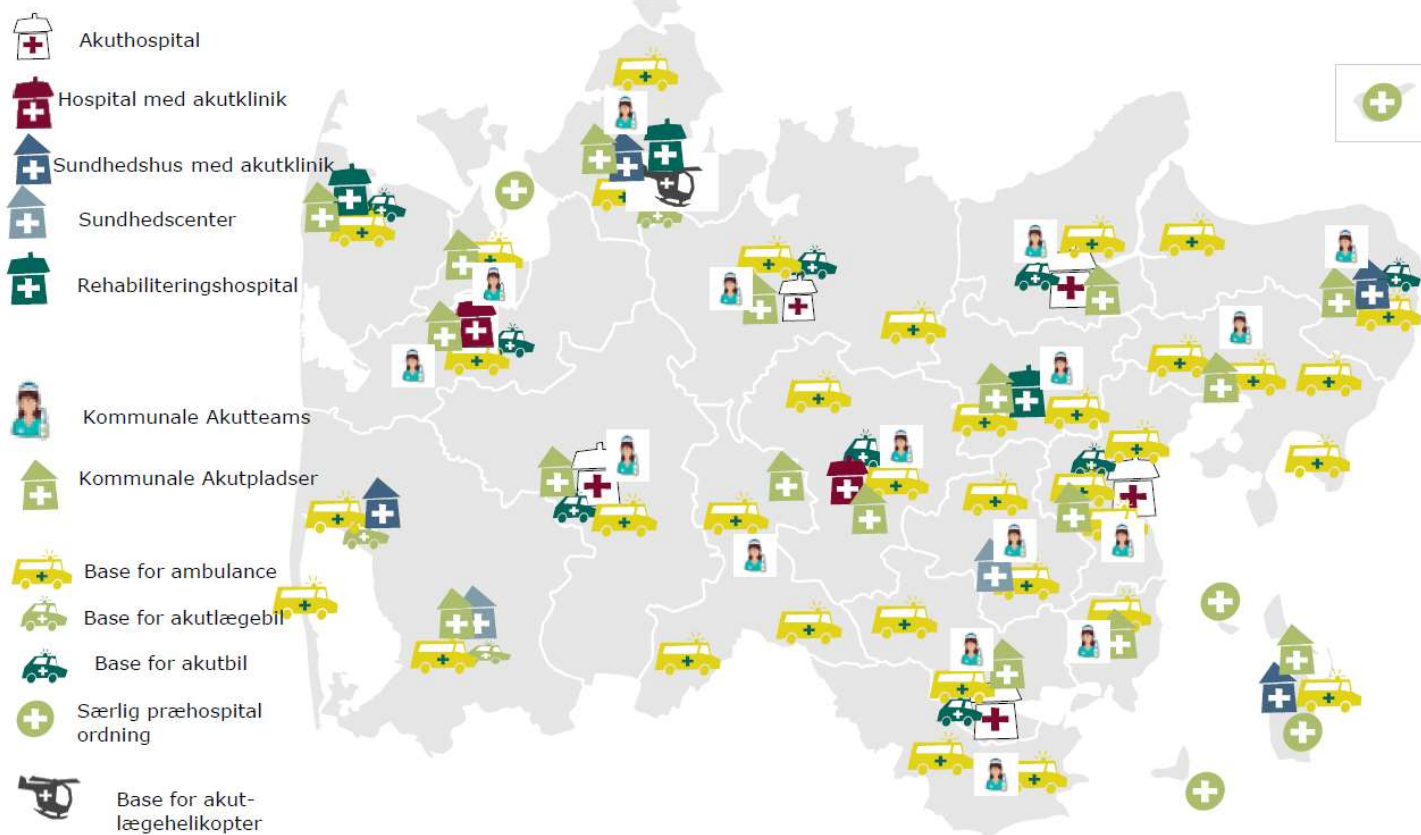 Akuthospital
Hospital med akutklinik
Sundhedshus med akutklinik
Sundhedscenter
Rehabiliteringshospital
Kommunale Akutteams
Kommunale Akutpladser
Base for ambulance
Base for akutlægebil
Base for akutbil
Særlig præhospital
ordning
Base for akut-
lægehelikopter